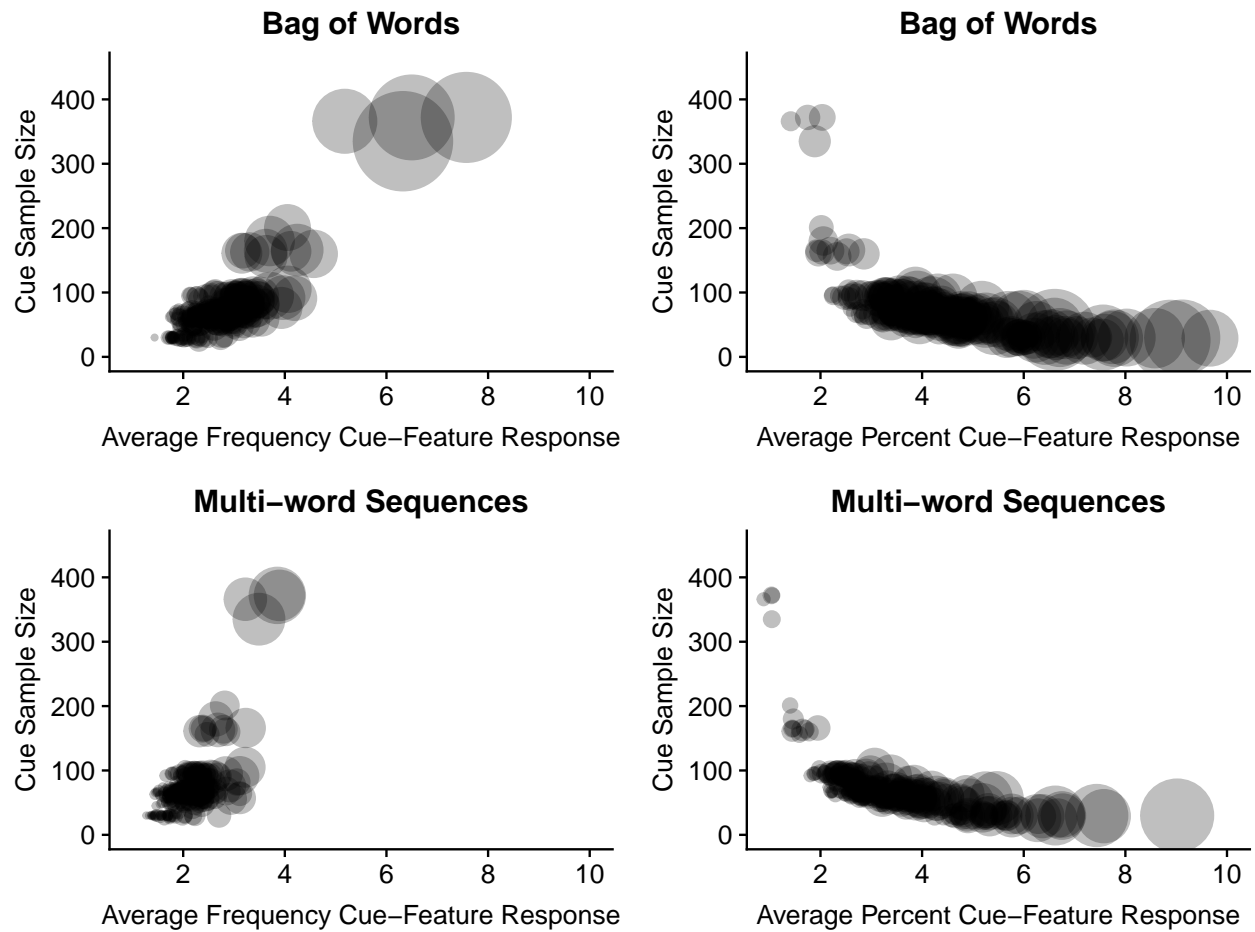 Bag of Words
Cue Sample Size
400
300
200
100
0
2 4 6 8 10
Average Frequency Cue−Feature Response
Bag of Words
Cue Sample Size
400
300
200
100
0
2 4 6 8 10
Average Percent Cue−Feature Response
Multi−word Sequences
Cue Sample Size
400
300
200
100
0
2 4 6 8 10
Average Frequency Cue−Feature Response
Multi−word Sequences
Cue Sample Size
400
300
200
100
0
2 4 6 8 10
Average Percent Cue−Feature Response